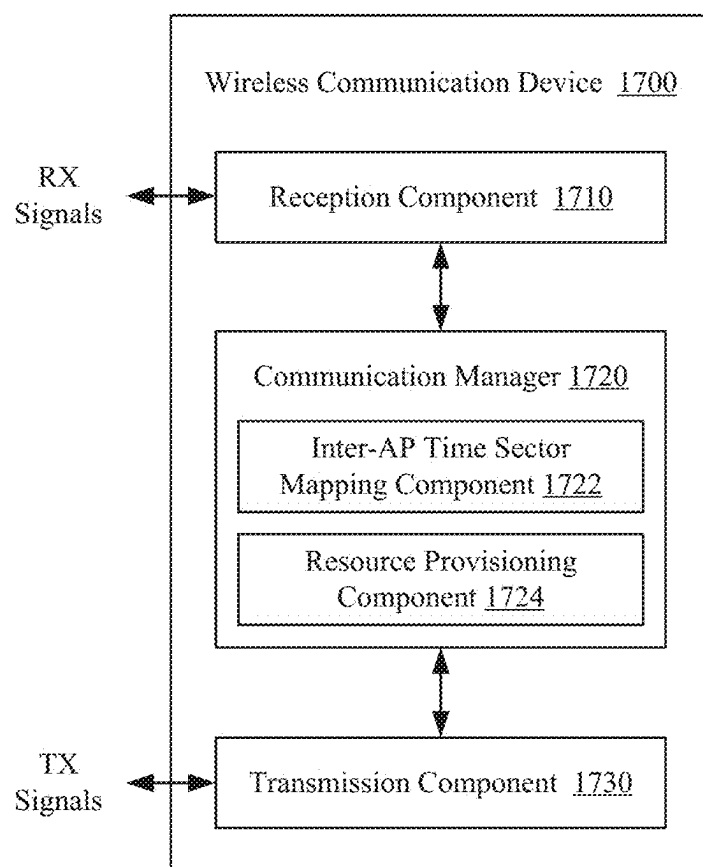 Wireless Communication Device 1700
RX
Signals
Reception Component 1710
Communication Manager 1720
Inter-AP Time Sector
Mapping Component 1722
Resource Provisioning
Component 1724
TX
Signals
Transmission Component 1730